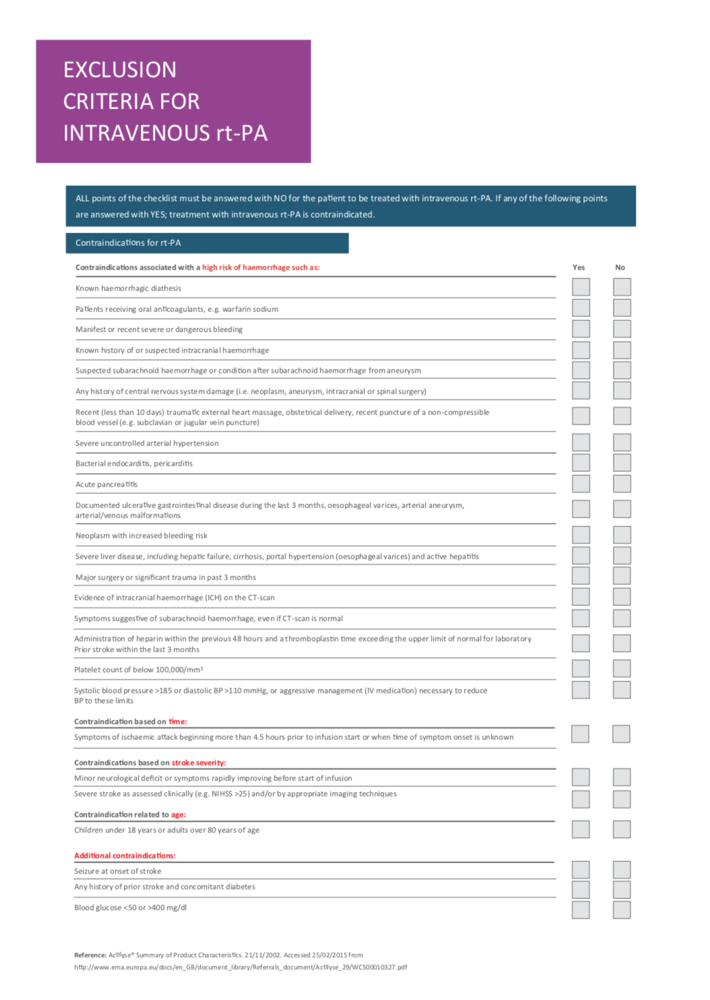 EXCLUSION
CRITERIA FOR
INTRAVENOUS rt-PA
ALL points of the checklist must be answered with NO for the patient to be treated with intravenous rt-PA. If any of the following points
are answered with YES; treatment with intravenous rt-PA is contraindicated.
Contraindications for rt-PA
Contraindications associated with a high risk of haemorrhage such as: Yes No
Known haemorrhagic diathesis
Patients receiving oral anticoagulants, e.g. warfarin sodium
Manifest or recent severe or dangerous bleeding
Known history of or suspected intracranial haemorrhage
Suspected subarachnoid haemorrhage or condition after subarachnoid haemorrhage from aneurysm
Any history of central nervous system damage (i.e. neoplasm, aneurysm, intracranial or spinal surgery)
Recent (less than 10 days) traumatic external heart massage, obstetrical delivery, recent puncture of a non-compressible
blood vessel (e.g. subclavian or jugular vein puncture)
Severe uncontrolled arterial hypertension
Bacterial endocarditis, pericarditis
Acute pancreatitis
Documented ulcerative gastrointestinal disease during the last 3 months, oesophageal varices, arterial aneurysm,
arterial/venous malformations
Neoplasm with increased bleeding risk
Severe liver disease, including hepatic failure, cirrhosis, portal hypertension (oesophageal varices) and active hepatitis
Major surgery or significant trauma in past 3 months
Evidence of intracranial haemorrhage (ICH) on the CT-scan
Symptoms suggestive of subarachnoid haemorrhage, even if CT-scan is normal
Administration of heparin within the previous 48 hours and a thromboplastin time exceeding the upper limit of normal for laboratory
Prior stroke within the last 3 months
Platelet count of below 100,000/mm³
Systolic blood pressure >185 or diastolic BP >110 mmHg, or aggressive management (IV medication) necessary to reduce
BP to these limits
Contraindication based on time:
Symptoms of ischaemic attack beginning more than 4.5 hours prior to infusion start or when time of symptom onset is unknown
Contraindications based on stroke severity:
Minor neurological deficit or symptoms rapidly improving before start of infusion
Severe stroke as assessed clinically (e.g. NIHSS >25) and/or by appropriate imaging techniques
Contraindication related to age:
Children under 18 years or adults over 80 years of age
Additional contraindications:
Seizure at onset of stroke
Any history of prior stroke and concomitant diabetes
Blood glucose <50 or >400 mg/dl
Reference: Actilyse® Summary of Product Characteristics. 21/11/2002. Accessed 25/02/2015 from
http://www.ema.europa.eu/docs/en_GB/document_library/Referrals_document/Actilyse_29/WC500010327.pdf